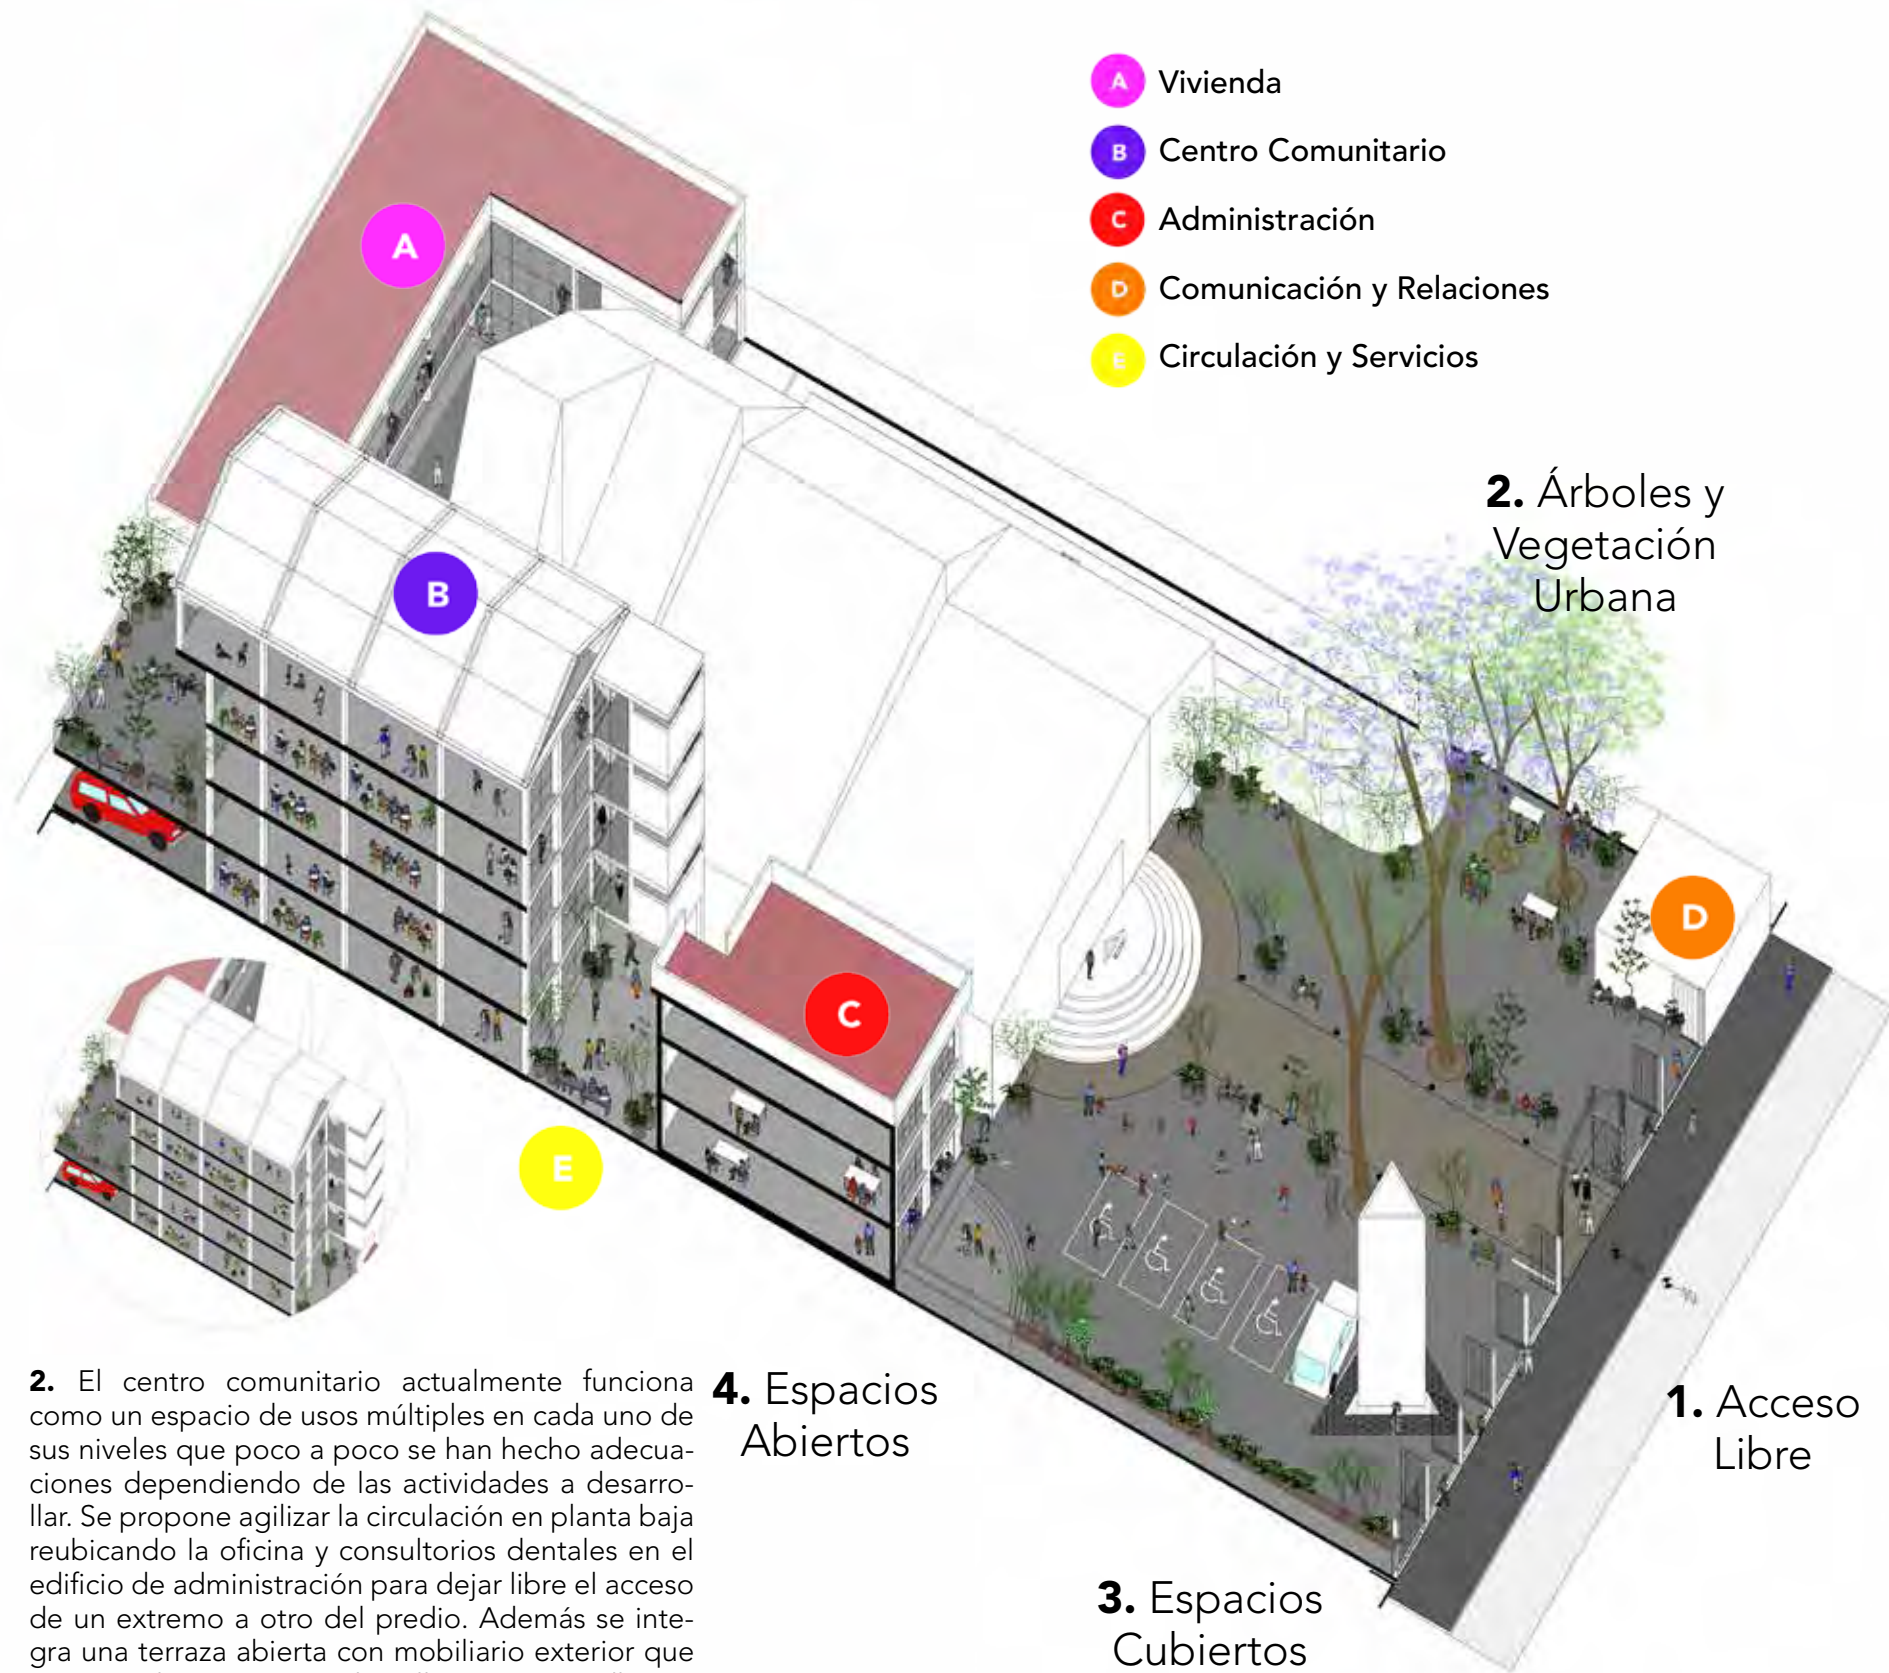 A Vivienda
B Centro Comunitario
C Administración
D Comunicación y Relaciones
E Circulación y Servicios
2. Árboles y
Vegetación
Urbana
A
B
C
D
E
2. El centro comunitario actualmente funciona
como un espacio de usos múltiples en cada uno de
sus niveles que poco a poco se han hecho adecua-
ciones dependiendo de las actividades a desarro-
llar. Se propone agilizar la circulación en planta baja
reubicando la oficina y consultorios dentales en el
edificio de administración para dejar libre el acceso
de un extremo a otro del predio. Además se inte-
gra una terraza abierta con mobiliario exterior que
4. Espacios
Abiertos
1. Acceso
Libre
3. Espacios
Cubiertos